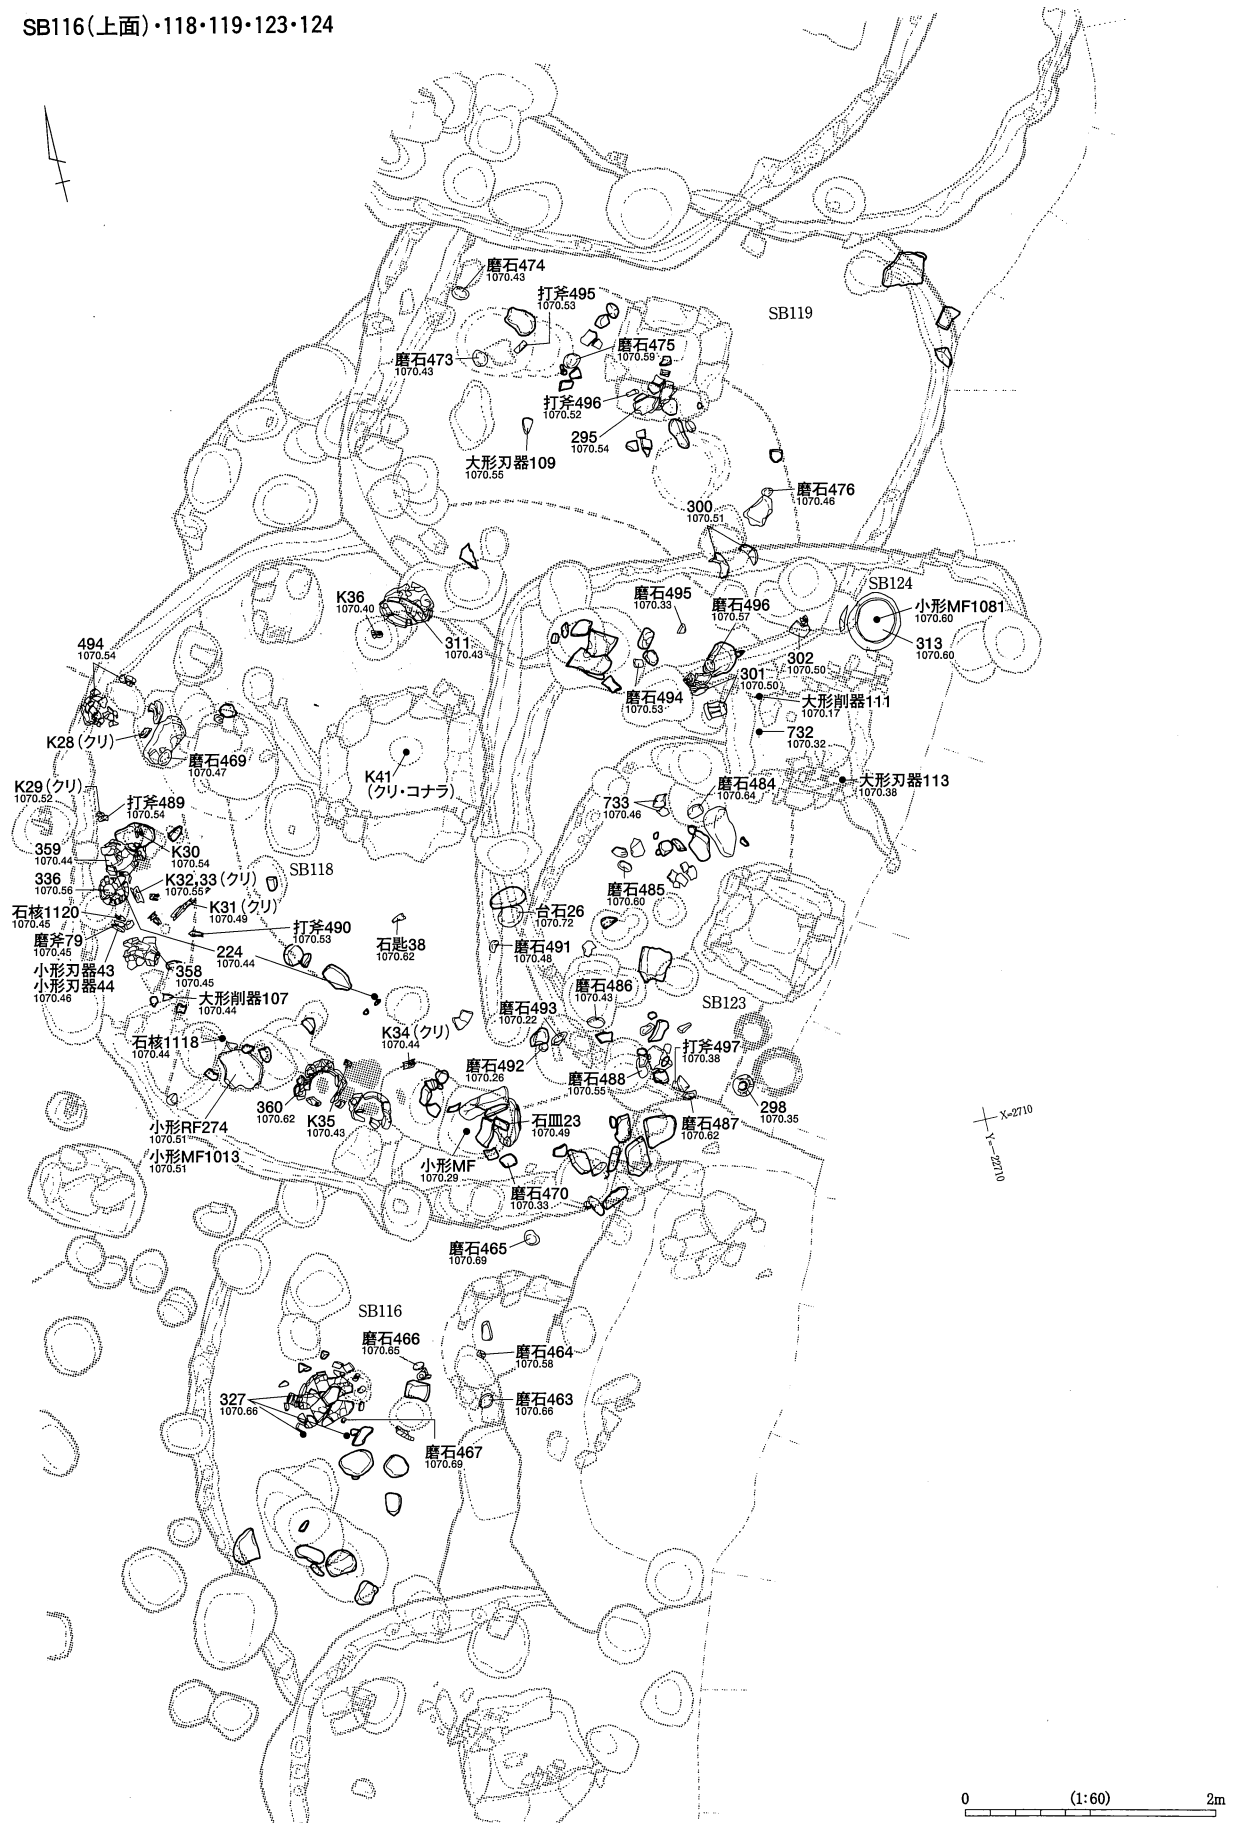 SB116(上面)・118・119・123・124
磨石474
1070.43
打斧495
1070.53
SB119
磨石473
1070.43
磨石475
1070.59
打斧496
1070.52
295
1070.54
大形刃器109
1070.55
磨石476
1070.46
300
1070.51
SB124
K36
1070.40
磨石495
1070.33
磨石496
1070.57
小形MF1081
1070.60
311
1070.43
313
1070.60
494
1070.54
302
1070.50
301
1070.50
磨石494
1070.53
大形削器111
1070.17
K28(クリ)
732
1070.32
磨石469
1070.47
K41
(クリ・コナラ)
K29(クリ)
1070.52
磨石484
1070.64
大形刃器113
1070.38
打斧489
1070.54
733
1070.46
359
1070.44
K30
1070.54
SB118
336
1070.56
K32,33(クリ)
1070.55?
磨石485
1070.60
石核1120
1070.45
K31(クリ)
1070.49
台石26
1070.72
磨斧79
1070.45
打斧490
1070.53
石匙38
1070.62
磨石491
1070.48
224
1070.44
小形刃器43
小形刃器44
1070.46
358
1070.45
磨石486
1070.43
SB123
大形削器107
1070.44
磨石493
1070.22
石核1118
1070.44
K34(クリ)
1070.44
打斧497
1070.38
磨石492
1070.26
磨石488
1070.55
360
1070.62
K35
1070.43
298
1070.35
石皿23
1070.49
磨石487
1070.62
X=2710
Y=-22710
小形RF274
1070.51
小形MF1013
1070.51
小形MF
1070.29
磨石470
1070.33
磨石465
1070.69
SB116
磨石466
1070.65
磨石464
1070.58
327
1070.66
磨石463
1070.66
磨石467
1070.69
0 (1:60) 2m